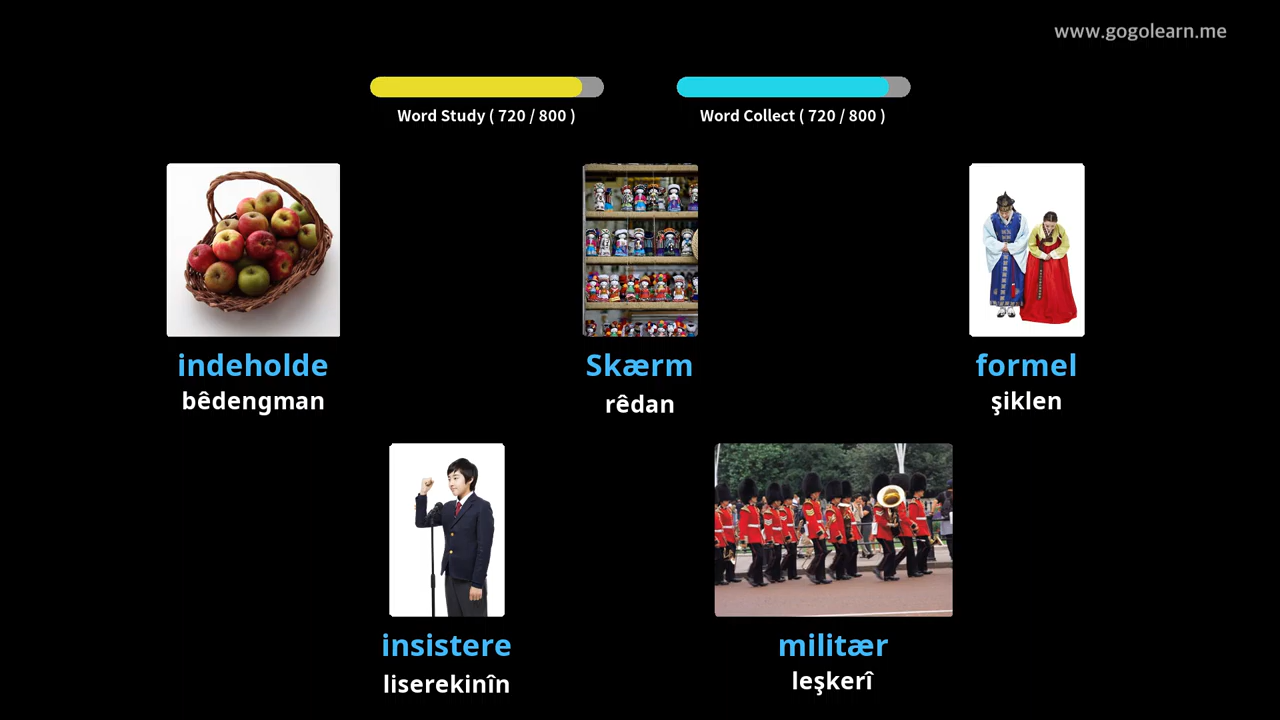 www.gogolearn.me
Word Study ( 720 / 800 )
Word Collect ( 720 / 800 )
indeholde
bêdengman
Skærm
rêdan
formel
şiklen
insistere
liserekinîn
militær
leşkerî